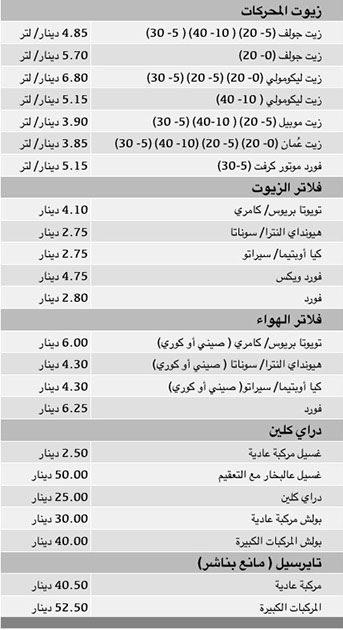 زيوت المحركات
زيت جولف (5- 20) ( 10- 40) ( 5- 30) 4.85 دينار/ لتر
زيت جولف (0- 20) 5.70 دينار/ لتر
زيت ليكومولي (0- 20) (5- 20) (5- 30) 6.80 دينار/ لتر
زيت ليكومولي ( 10- 40) 5.15 دينار/ لتر
زيت موبيل (5- 20) ( 10-40) (5- 30) 3.90 دينار/ لتر
زيت عُمان (0- 20) (5- 20) (10- 40) (5- 30) 3.85 دينار/ لتر
فورد موتور كرفت (5-30) 5.15 دينار/ لتر
فلاتر الزيوت
تويوتا بريوس/ كامري 4.10 دينار
هيونداي النترا/ سوناتا 2.75 دينار
كيا أوبتيما/ سيراتو 2.75 دينار
فورد ويكس 4.75 دينار
فورد 2.80 دينار
فلاتر الهواء
تويوتا بريوس/ كامري ( صيني أو كوري) 6.00 دينار
هيونداي النترا/ سوناتا ( صيني أو كوري) 4.30 دينار
كيا أوبتيما/ سيراتو( صيني أو كوري) 4.30 دينار
فورد 6.25 دينار
دراي كلين
غسيل مركبة عادية 2.50 دينار
غسيل عالبخار مع التعقيم 50.00 دينار
دراي كلين 25.00 دينار
بولش مركبة عادية 30.00 دينار
بولش المركبات الكبيرة 40.00 دينار
تايرسيل ( مانع بناشر)
مركبة عادية 40.50 دينار
المركبات الكبيرة 52.50 دينار